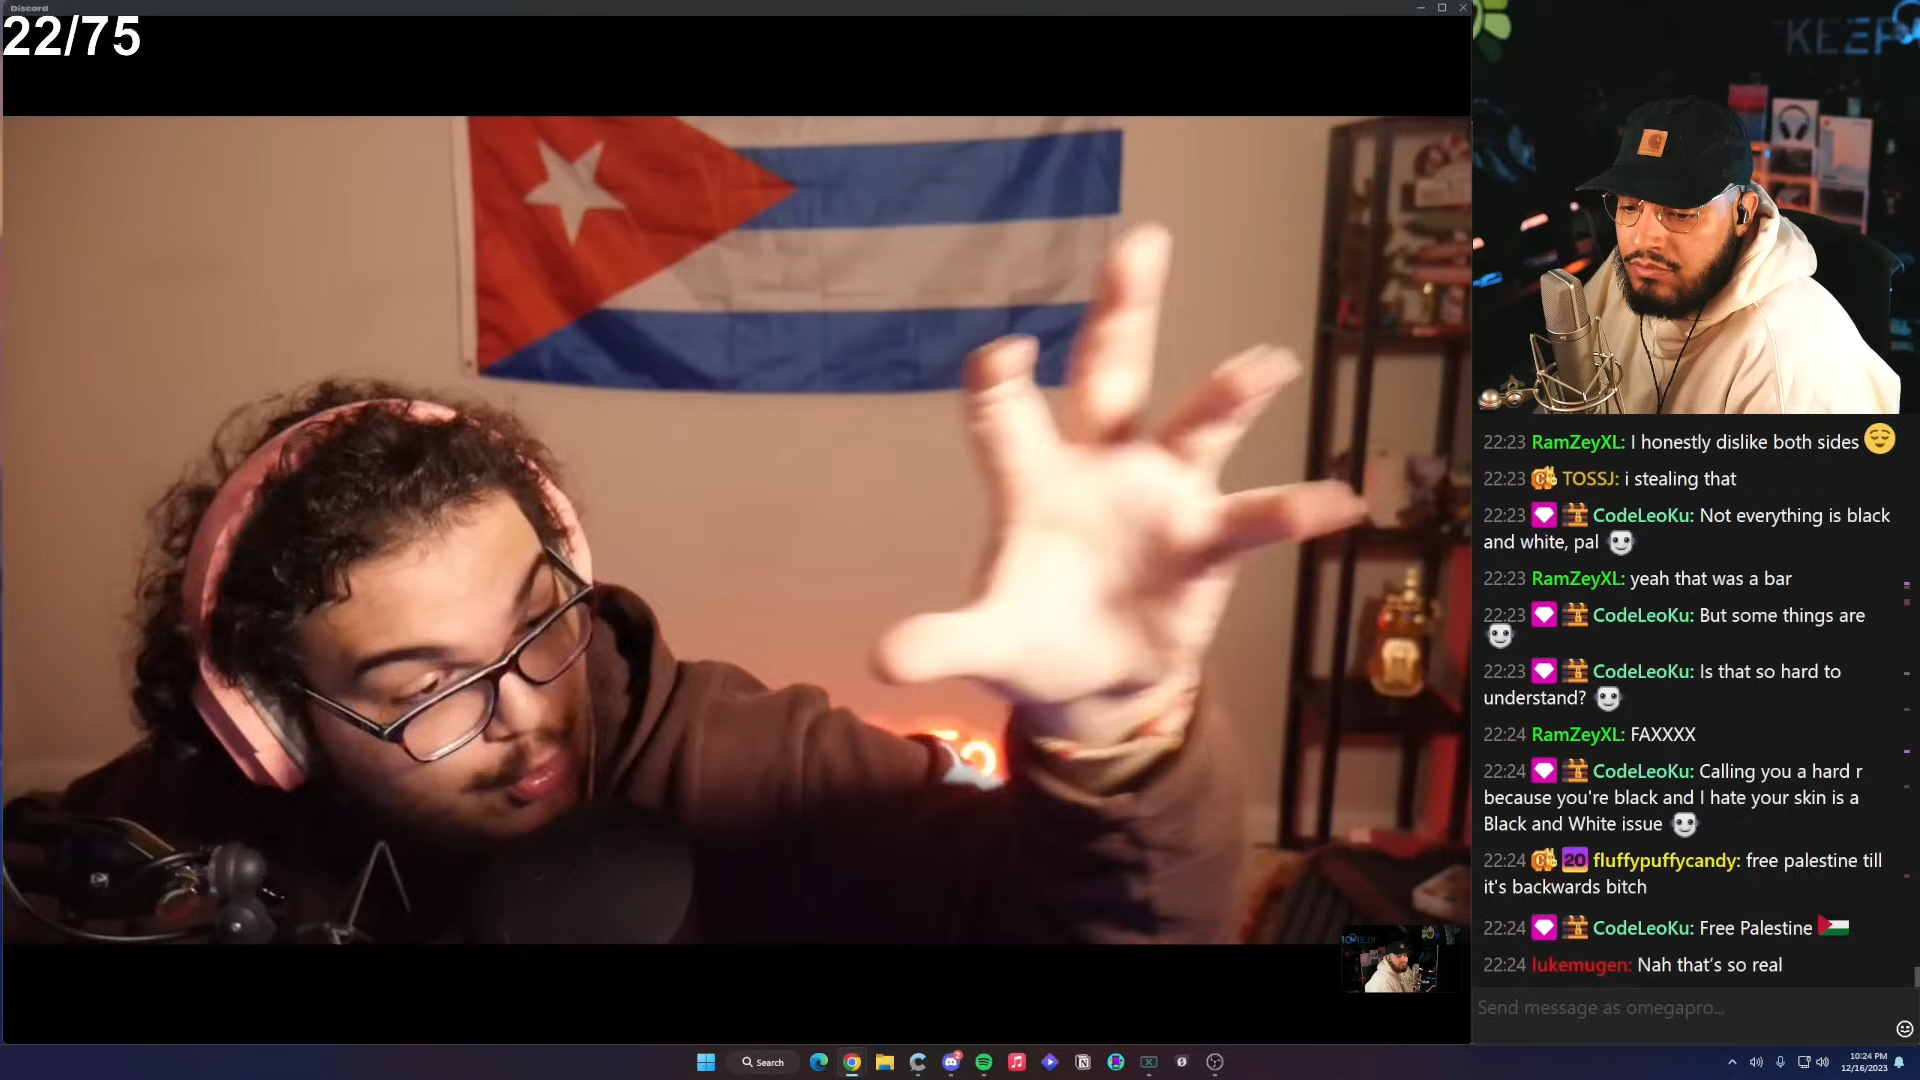 Discord
22/75
KEEP
22:23 RamZeyXL: I honestly dislike both sides
22:23 TOSSJ: i stealing that
22:23 CodeLeoKu: Not everything is black
and white, pal
22:23 RamZeyXL: yeah that was a bar
22:23 CodeLeoKu: But some things are
22:23 CodeLeoKu: Is that so hard to
understand?
22:24 RamZeyXL: FAXXXX
22:24 CodeLeoKu: Calling you a hard r
because you're black and I hate your skin is a
Black and White issue
22:24 20 fluffypuffycandy: free palestine till
it's backwards bitch
22:24 CodeLeoKu: Free Palestine
22:24 lukemugen: Nah that’s so real
Send message as omegapro...
Search
2
10:24 PM
12/16/2023